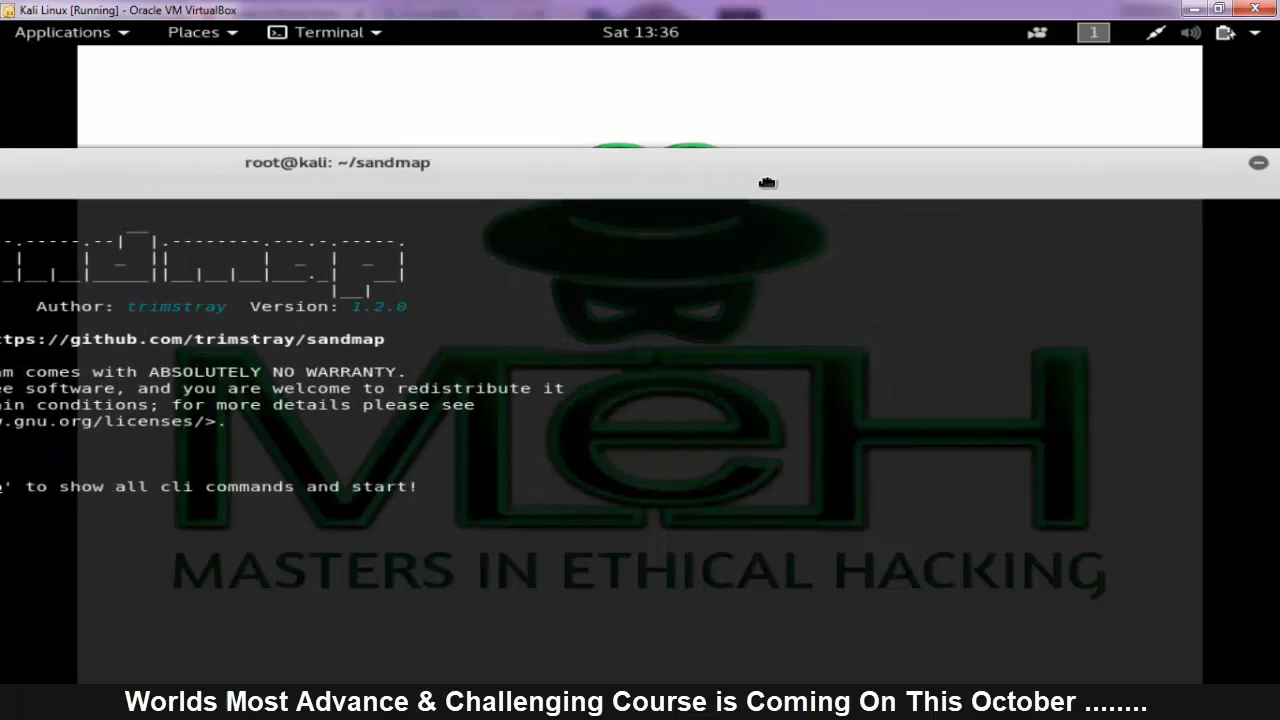 Kali Linux [Running] - Oracle VM VirtualBox
Applications Places Terminal Sat 13:36 1
root@kali: ~/sandmap
Author: trimstray Version: 1.2.0
ttps://github.com/trimstray/sandmap
am comes with ABSOLUTELY NO WARRANTY.
ee software, and you are welcome to redistribute it
ain conditions; for more details please see
w.gnu.org/licenses/>.
' to show all cli commands and start!
MeH
MASTERS IN ETHICAL HACKING
Worlds Most Advance & Challenging Course is Coming On This October ........